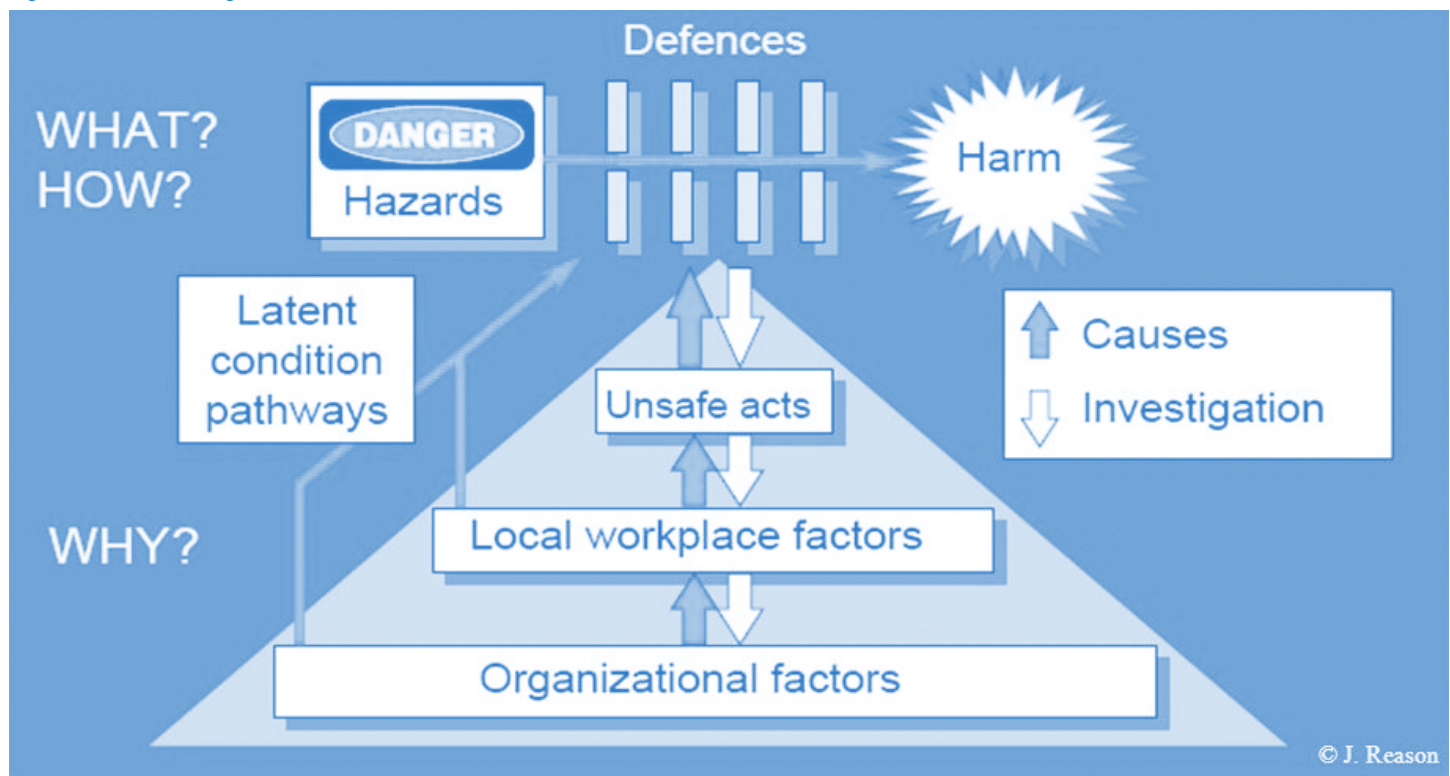 Defences
WHAT?
HOW?
DANGER
Hazards
Harm
Latent
condition
pathways
Causes
Investigation
Unsafe acts
Local workplace factors
WHY?
Organizational factors
© J. Reason